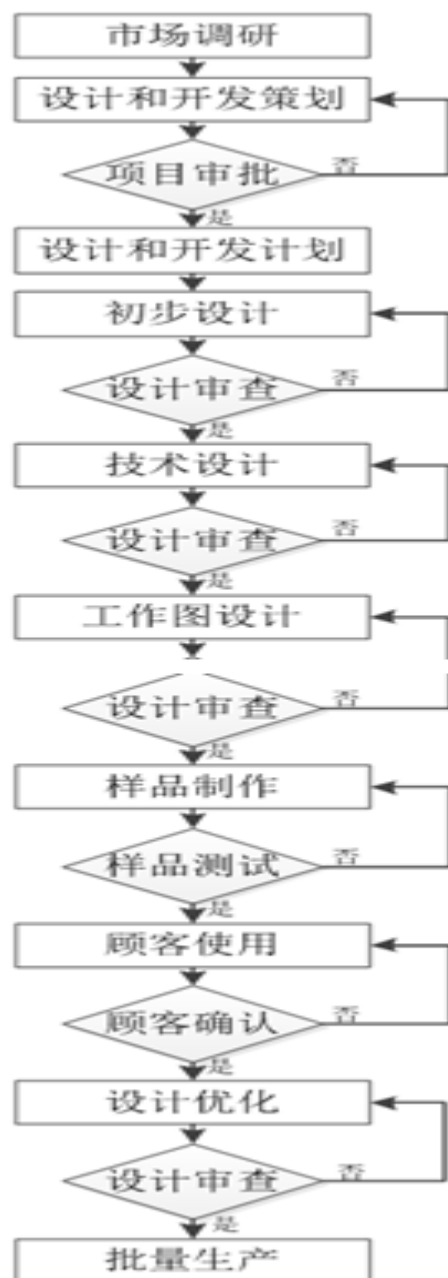 市场调研
设计和开发策划
项目审批
否
是
设计和开发计划
初步设计
设计审查
否
是
技术设计
设计审查
否
是
工作图设计
设计审查
否
是
样品制作
样品测试
否
是
顾客使用
顾客确认
否
是
设计优化
设计审查
否
是
批量生产